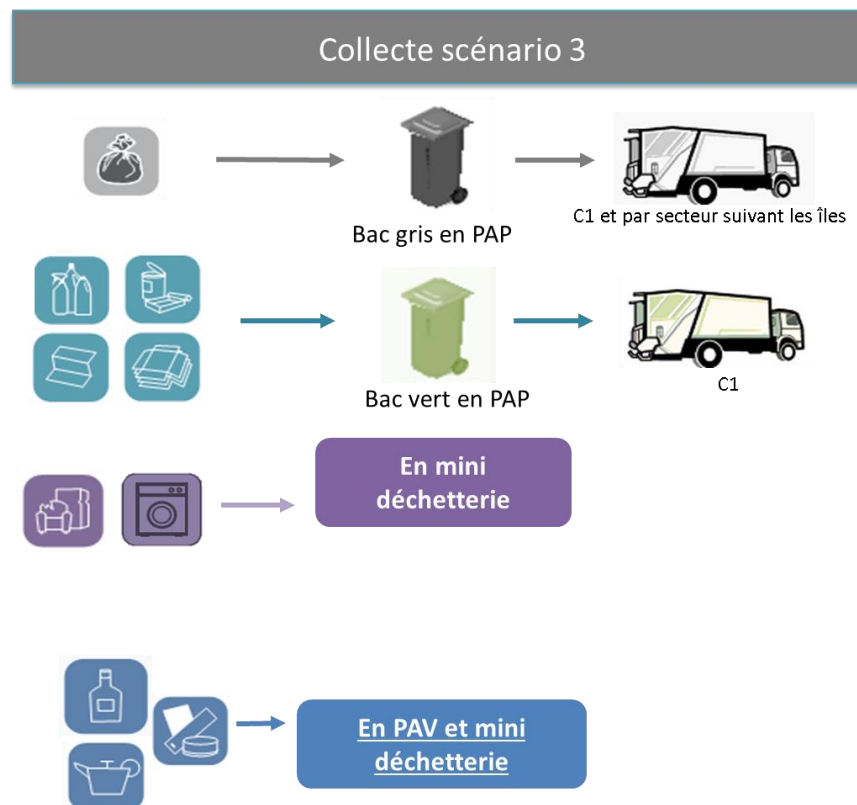 Collecte scénario 3
C1 et par secteur suivant les îles
Bac gris en PAP
C1
Bac vert en PAP
En mini
déchetterie
En PAV et mini
déchetterie